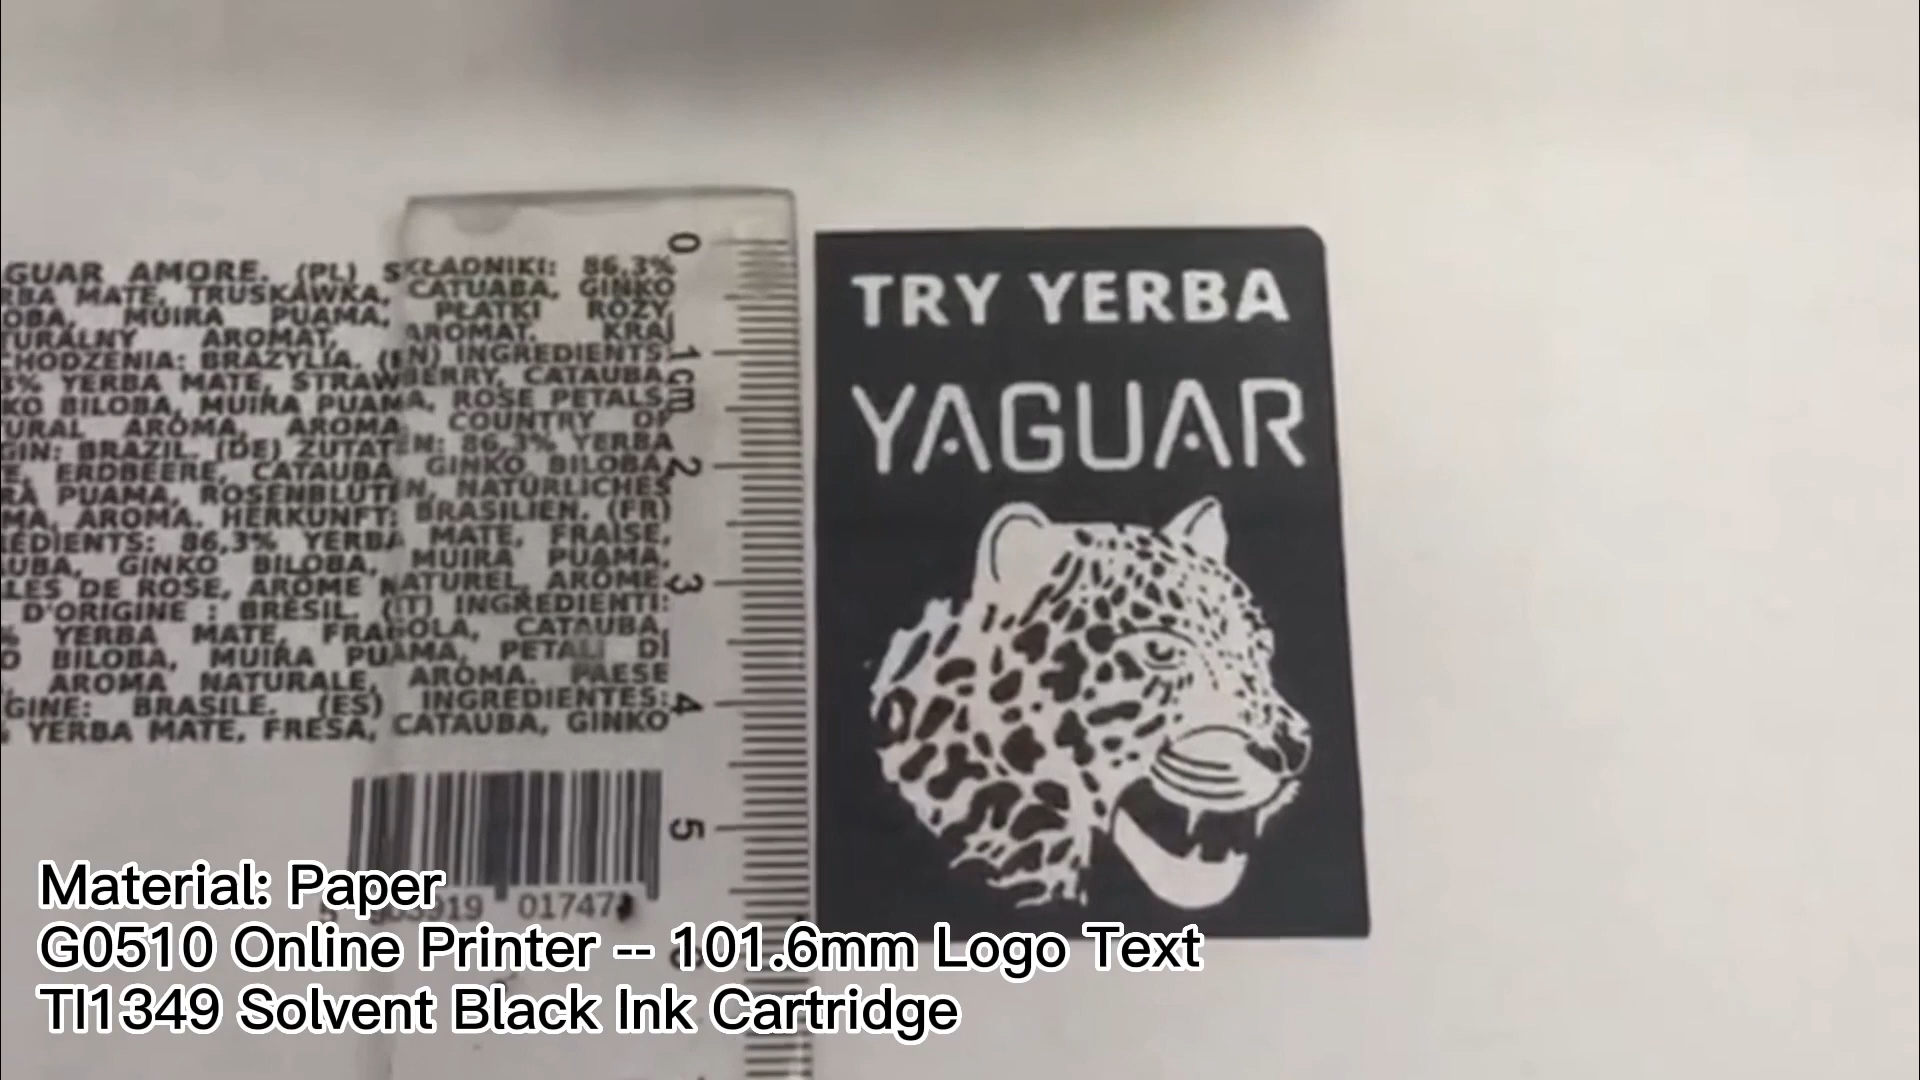 GUAR AMORE. (PL) SKŁADNIKI: 86,3%
RBA MATE, TRUSKAWKA, CATUABA, GINKO
OBA, MUIRA PUAMA, PŁATKI RÓŻY,
TURALNY AROMAT, AROMAT. KRAJ
CHODZENIA: BRAZYLIA. (EN) INGREDIENTS:
3% YERBA MATE, STRAWBERRY, CATAUBA,
KO BILOBA, MUIRA PUAMA, ROSE PETALS,
URAL AROMA, AROMA. COUNTRY OF
GIN: BRAZIL. (DE) ZUTATEN: 86,3% YERBA
E, ERDBEERE, CATAUBA, GINKO BILOBA,
RA PUAMA, ROSENBLÜTEN, NATÜRLICHES
MA, AROMA. HERKUNFT: BRASILIEN. (FR)
EDIENTS: 86,3% YERBA MATE, FRAISE,
UBA, GINKO BILOBA, MUIRA PUAMA,
LES DE ROSE, ARÔME NATUREL, ARÔME.
D'ORIGINE : BRÉSIL. (IT) INGREDIENTI:
% YERBA MATE, FRAGOLA, CATAUBA,
O BILOBA, MUIRA PUAMA, PETALI DI
AROMA NATURALE, AROMA. PAESE
GINE: BRASILE. (ES) INGREDIENTES:
YERBA MATE, FRESA, CATAUBA, GINKO
0
1cm
2
3
4
5
TRY YERBA
YAGUAR
01747
Material: Paper
G0510 Online Printer -- 101.6mm Logo Text
TI1349 Solvent Black Ink Cartridge